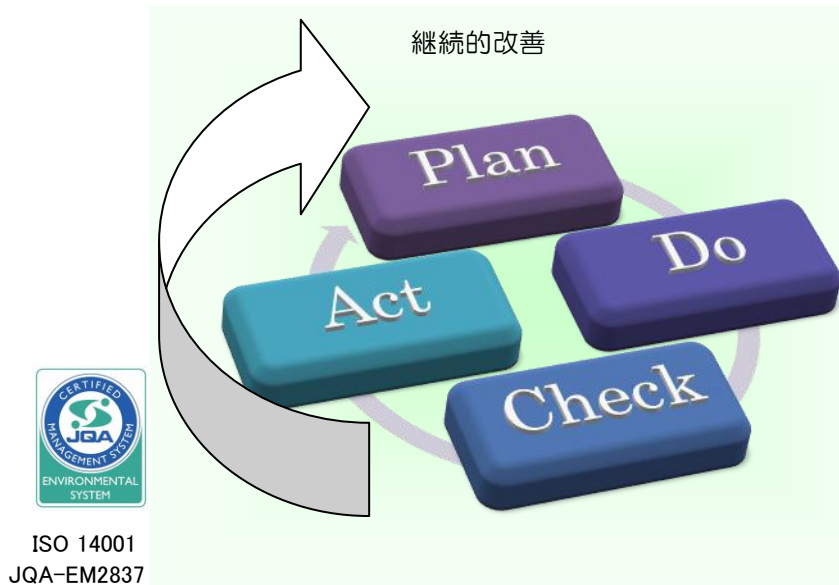 継続的改善
Plan
Do
Check
Act
CERTIFIED
MANAGEMENT SYSTEM
JQA
ENVIRONMENTAL
SYSTEM
ISO 14001
JQA-EM2837